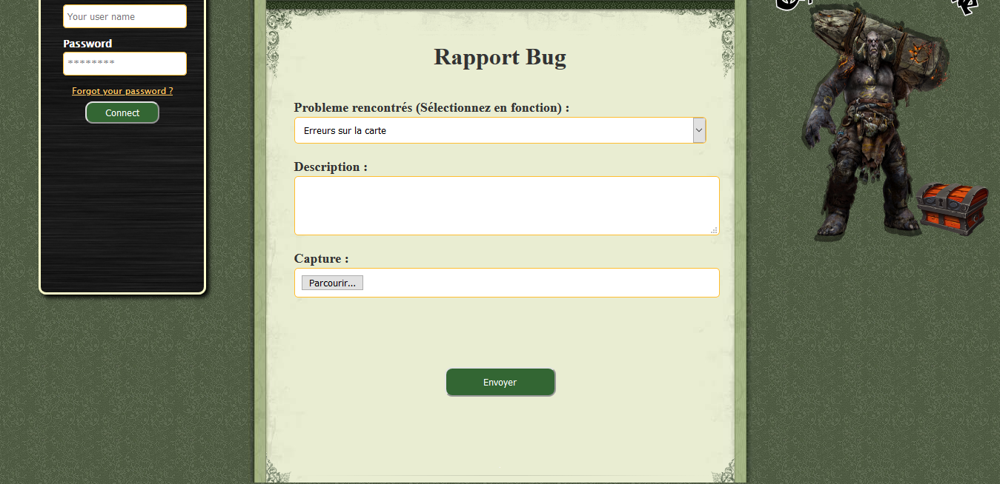 Your user name
Password
********
Forgot your password ?
Connect
Rapport Bug
Probleme rencontrés (Sélectionnez en fonction) :
Erreurs sur la carte
Description :
Capture :
Parcourir...
Envoyer